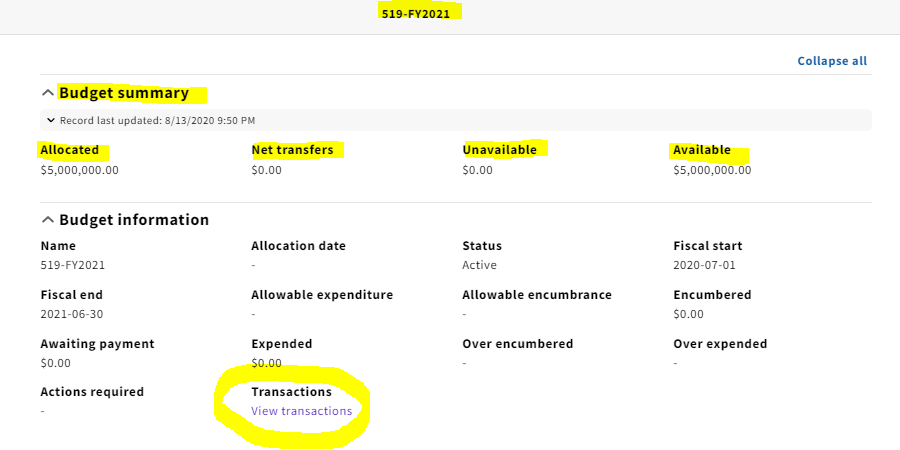 519-FY2021
Collapse all
Budget summary
Record last updated: 8/13/2020 9:50 PM
Allocated Net transfers Unavailable Available
$5,000,000.00 $0.00 $0.00 $5,000,000.00
Budget information
Name Allocation date Status Fiscal start
519-FY2021 - Active 2020-07-01
Fiscal end Allowable expenditure Allowable encumbrance Encumbered
2021-06-30 - - $0.00
Awaiting payment Expended Over encumbered Over expended
$0.00 $0.00 - -
Actions required Transactions
- View transactions